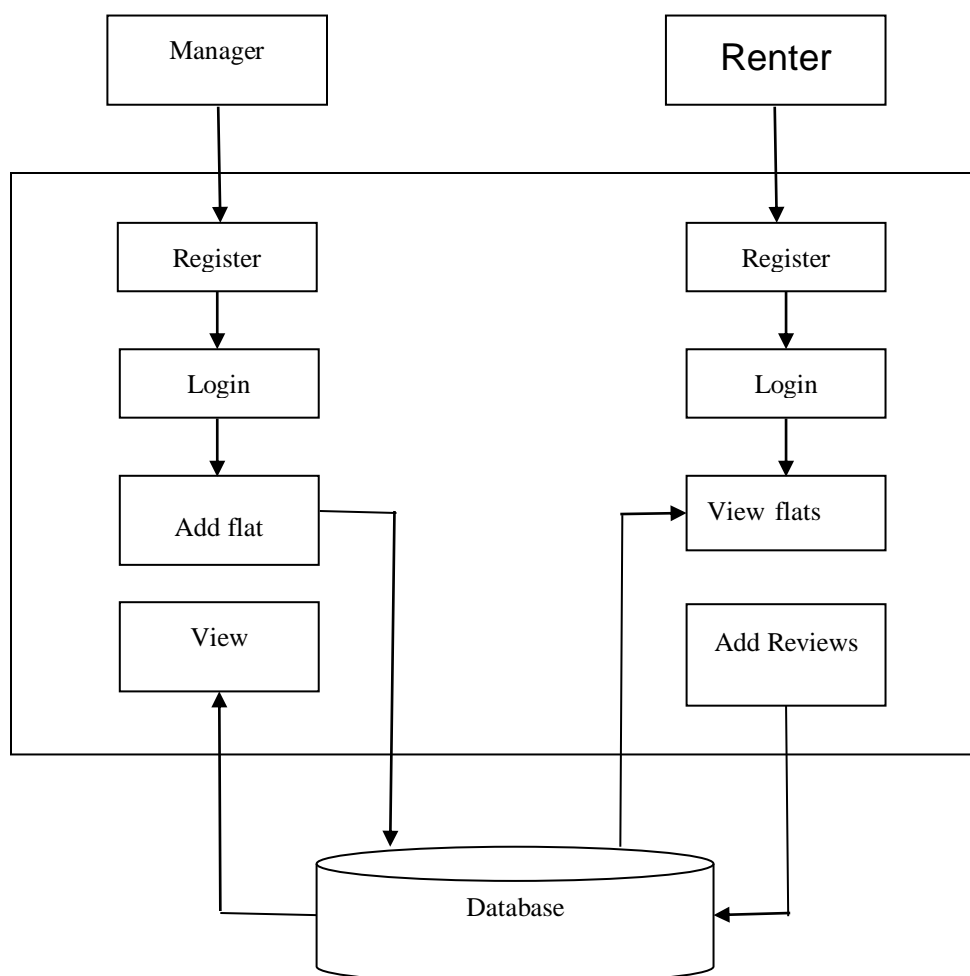 Manager
Renter
Register
Register
Login
Login
Add flat
View flats
View
Add Reviews
Database